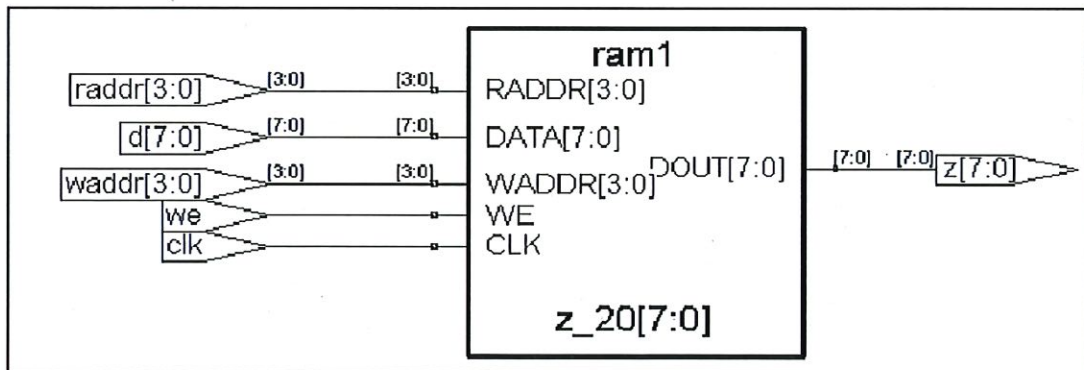 ram1
raddr[3:0] [3:0] [3:0] RADDR[3:0]
d[7:0] [7:0] [7:0] DATA[7:0]
waddr[3:0] [3:0] [3:0] WADDR[3:0] DOUT[7:0] [7:0] [7:0] z[7:0]
we WE
clk CLK
z_20[7:0]